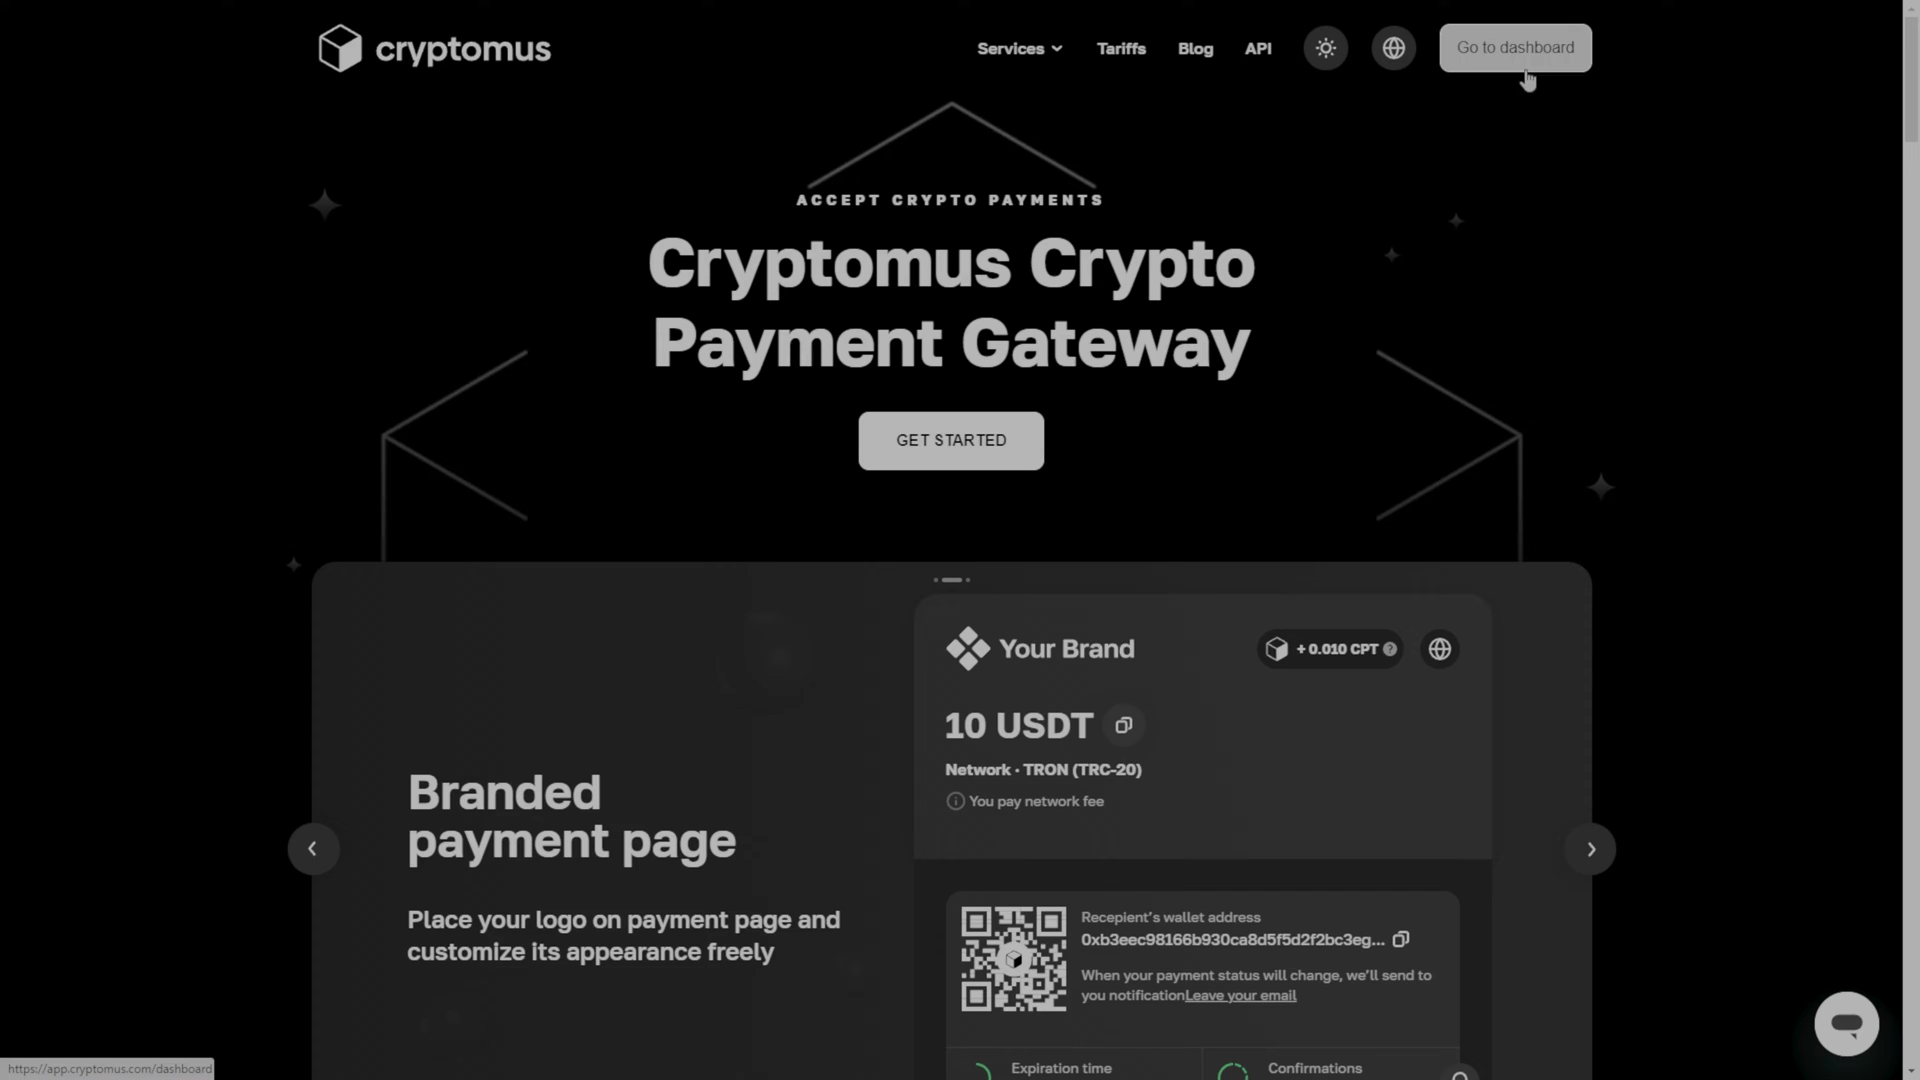 cryptomus
Services
Tariffs
Blog
API
Go to dashboard
ACCEPT CRYPTO PAYMENTS
Cryptomus Crypto
Payment Gateway
GET STARTED
Your Brand
+ 0.010 CPT ?
10 USDT
Network · TRON (TRC-20)
You pay network fee
Branded
payment page
Place your logo on payment page and
customize its appearance freely
Recepient's wallet address
0xb3eec98166b930ca8d5f5d2f2bc3eg...
When your payment status will change, we'll send to
you notificationLeave your email
Expiration time
Confirmations
https://app.cryptomus.com/dashboard